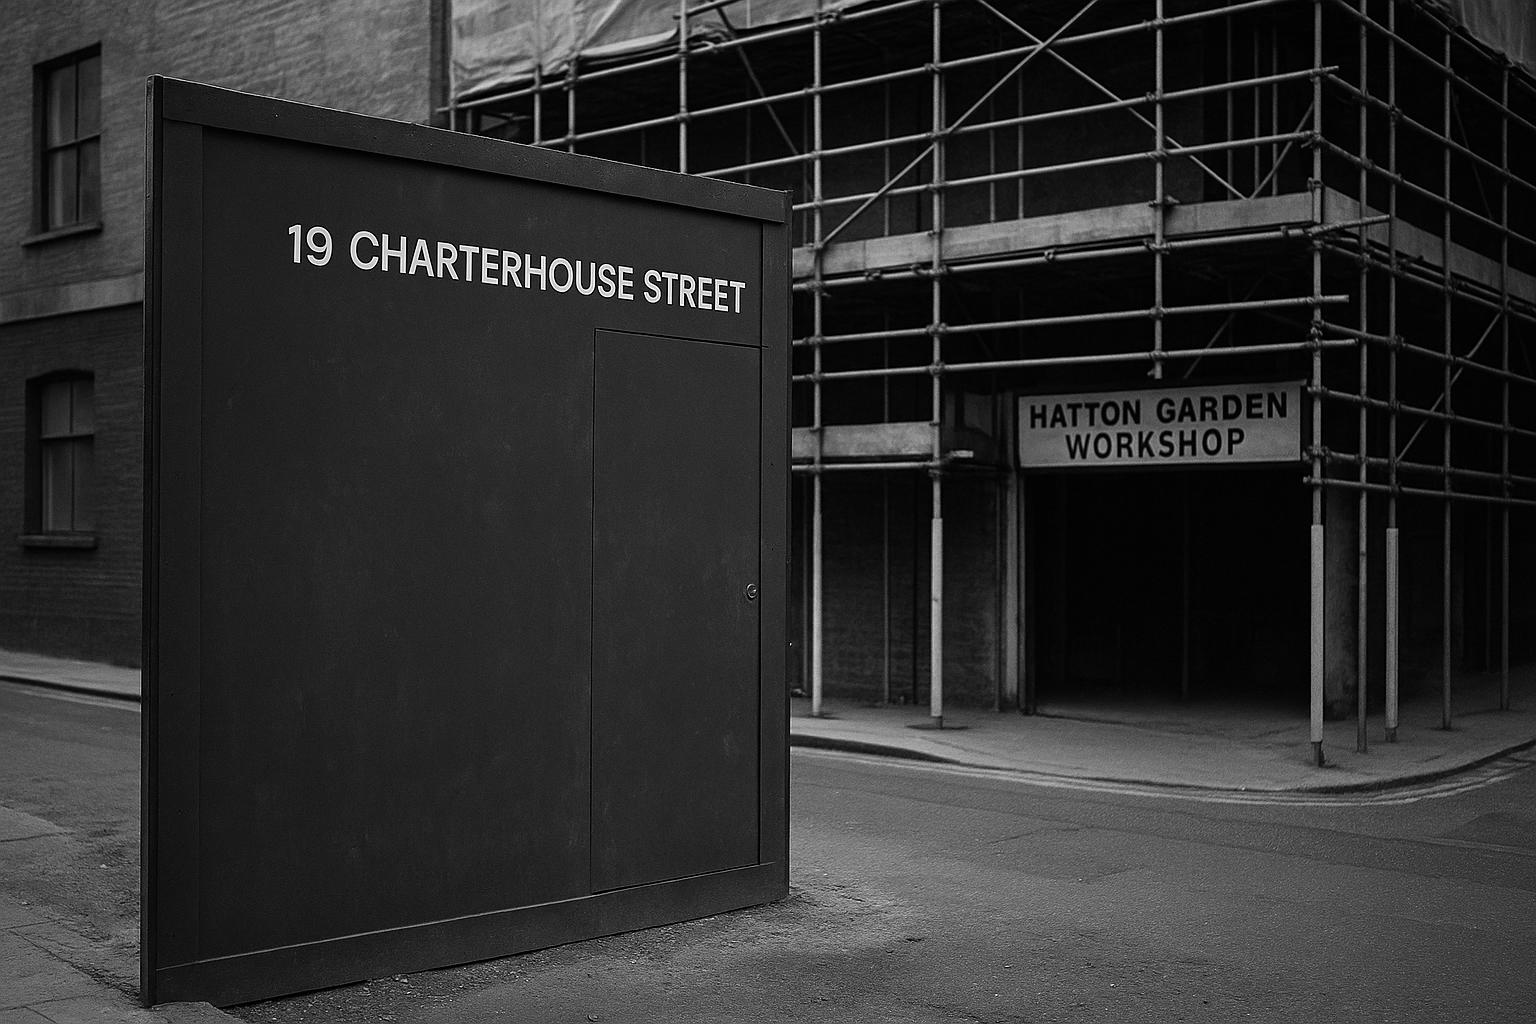 19 CHARTERHOUSE STREET
HATTON GARDEN
WORKSHOP